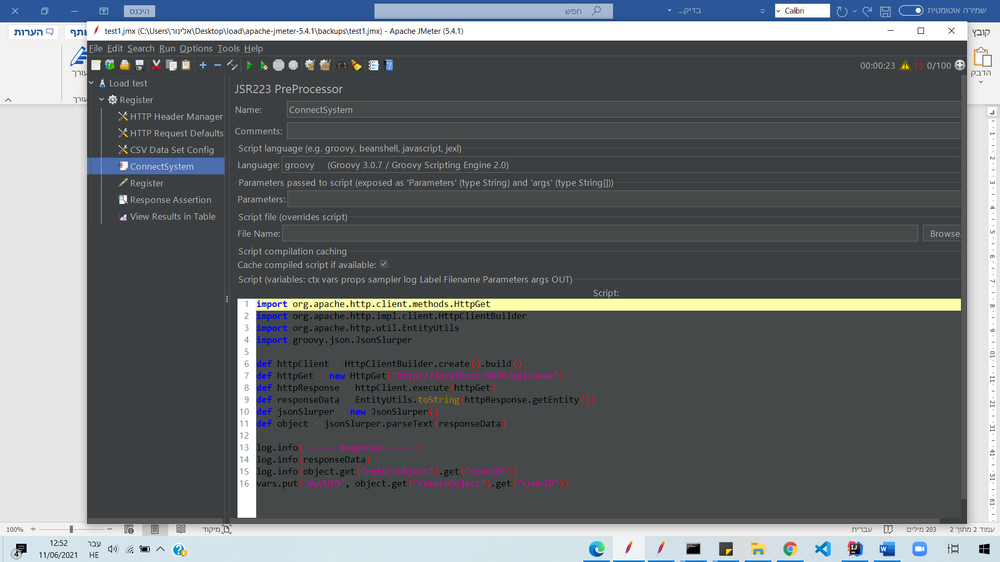 היכנס
חפש
בדיק...
Calibri
שמירה אוטומטית
הערות
קובץ
test1.jmx (C:\Users\אלינור\Desktop\load\apache-jmeter-5.4.1\backups\test1.jmx) - Apache JMeter (5.4.1)
File Edit Search Run Options Tools Help
00:00:23 15 0/100
הדבק
עורך
עורך
Load test
Register
HTTP Header Manager
HTTP Request Defaults
CSV Data Set Config
ConnectSystem
Register
Response Assertion
View Results in Table
JSR223 PreProcessor
Name: ConnectSystem
Comments:
Script language (e.g. groovy, beanshell, javascript, jexl)
Language: groovy (Groovy 3.0.7 / Groovy Scripting Engine 2.0)
Parameters passed to script (exposed as 'Parameters' (type String) and 'args' (type String[]))
Parameters:
Script file (overrides script)
File Name: Browse.
Script compilation caching
Cache compiled script if available:
Script (variables: ctx vars props sampler log Label Filename Parameters args OUT)
Script:
1 import org.apache.http.client.methods.HttpGet
2 import org.apache.http.impl.client.HttpClientBuilder
3 import org.apache.http.util.EntityUtils
4 import groovy.json.JsonSlurper
5
6 def httpClient = HttpClientBuilder.create().build()
7 def httpGet = new HttpGet("http://localhost:8080/api/home")
8 def httpResponse = httpClient.execute(httpGet)
9 def responseData = EntityUtils.toString(httpResponse.getEntity())
10 def jsonSlurper = new JsonSlurper()
11 def object = jsonSlurper.parseText(responseData)
12
13 log.info('----- Response -----')
14 log.info(responseData)
15 log.info(object.get("returnObject").get("connID"))
16 vars.put('myUUID', object.get("returnObject").get("connID"))
100%
מיקוד
עברית
203 מילים
עמוד 2 מתוך 2
4
12:52
11/06/2021
עבר
HE